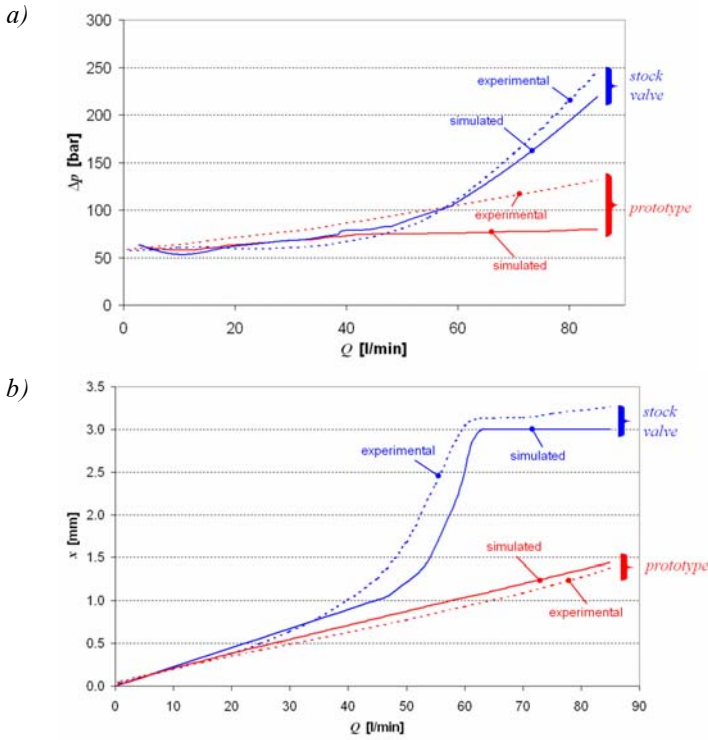 a)
300
250
200
150
100
50
0
Δp [bar]
0
20
40
60
80
Q [l/min]
experimental
simulated
experimental
simulated
stock
valve
prototype
b)
3.5
3.0
2.5
2.0
1.5
1.0
0.5
0.0
x [mm]
0
10
20
30
40
50
60
70
80
90
Q [l/min]
experimental
simulated
simulated
experimental
stock
valve
prototype